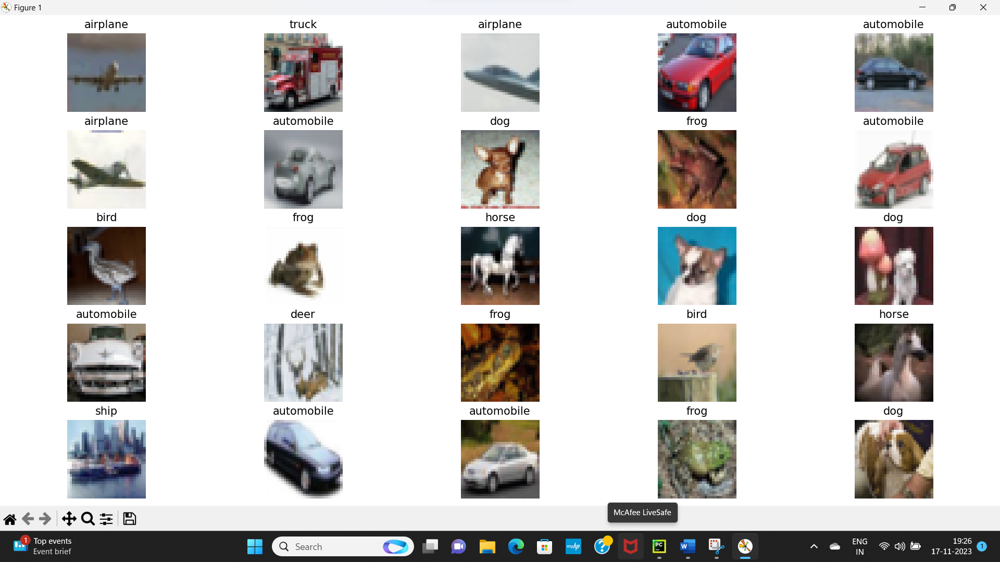 Figure 1
airplane
truck
airplane
automobile
automobile
airplane
automobile
dog
frog
automobile
bird
frog
horse
dog
dog
automobile
deer
frog
bird
horse
ship
automobile
automobile
frog
dog
McAfee LiveSafe
1
Top events
Event brief
Search
myhp
?
PC
W
ENG
IN
19:26
17-11-2023
1